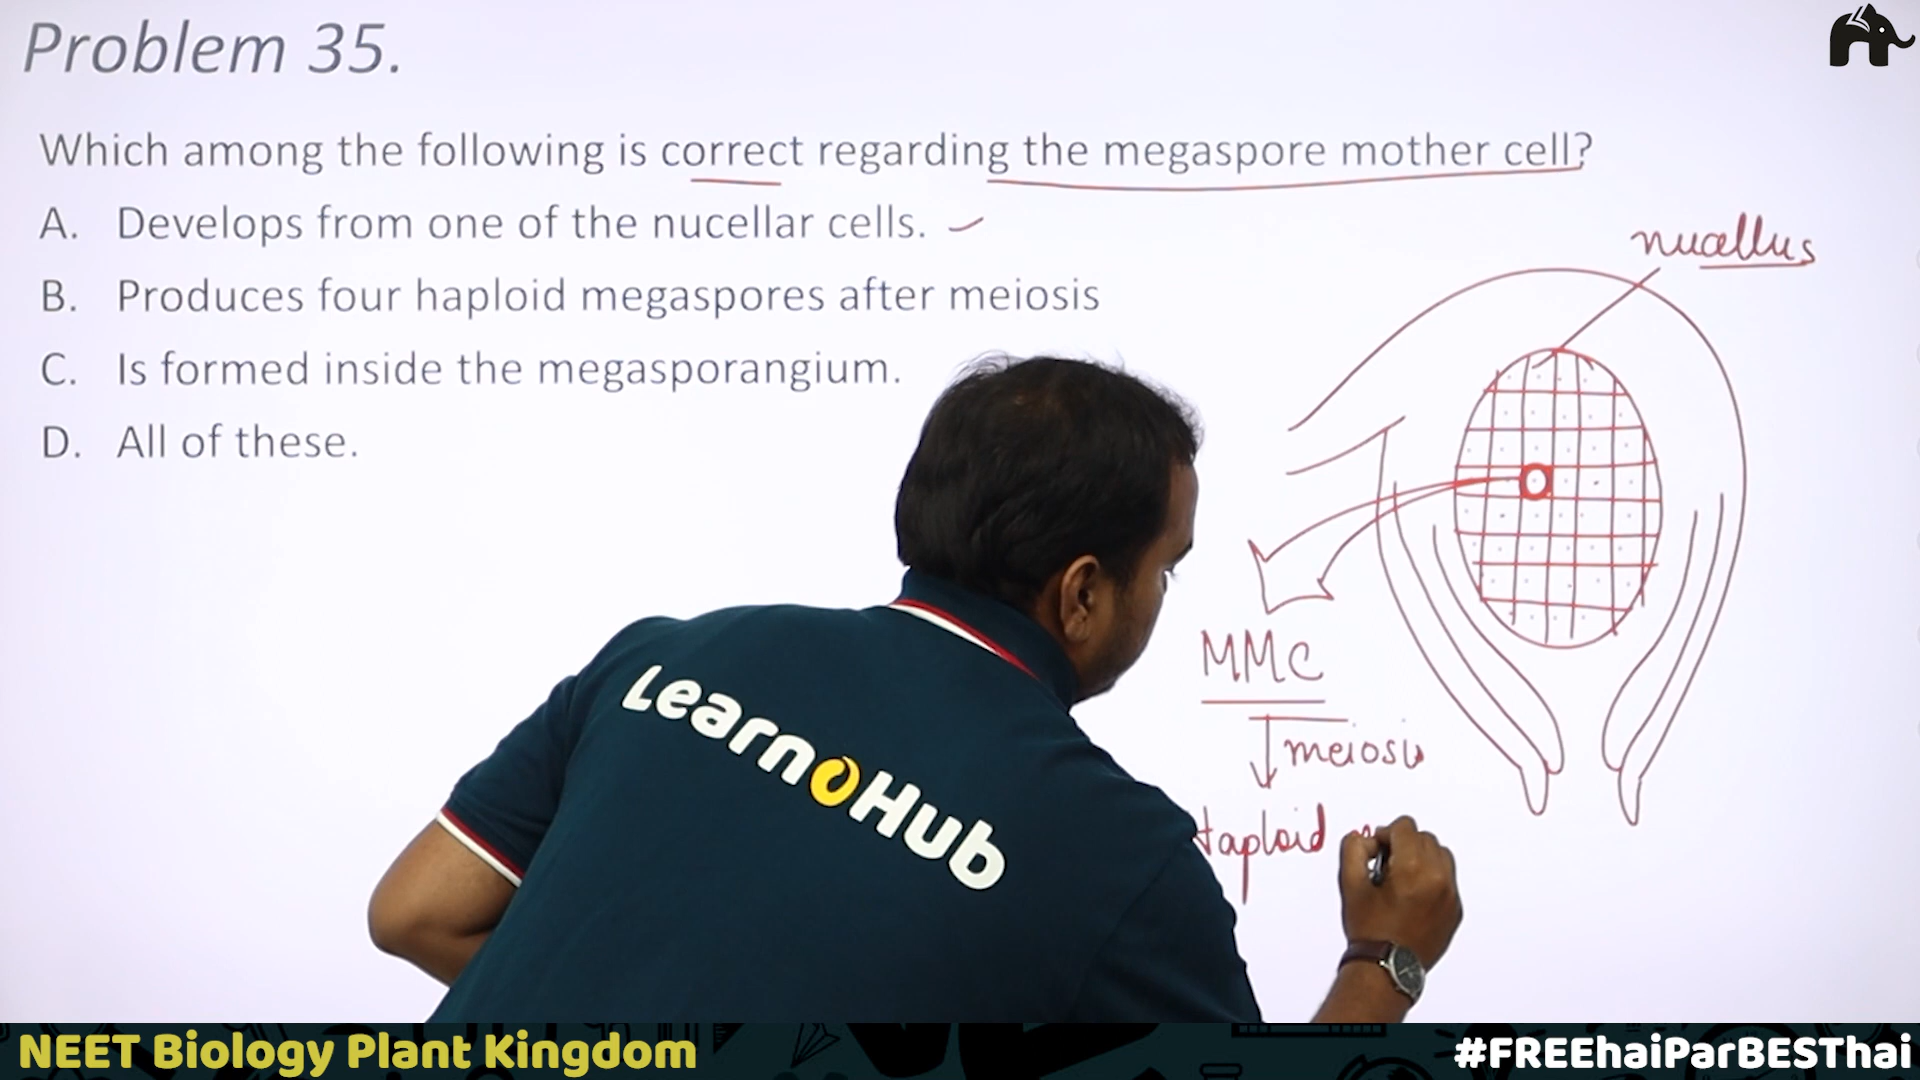 Problem 35.
Which among the following is correct regarding the megaspore mother cell?
A. Develops from one of the nucellar cells.
B. Produces four haploid megaspores after meiosis
C. Is formed inside the megasporangium.
D. All of these.
nucellus
MMC
meiosis
Haploid
LearnoHub
NEET Biology Plant Kingdom
#FREEhaiParBESThai